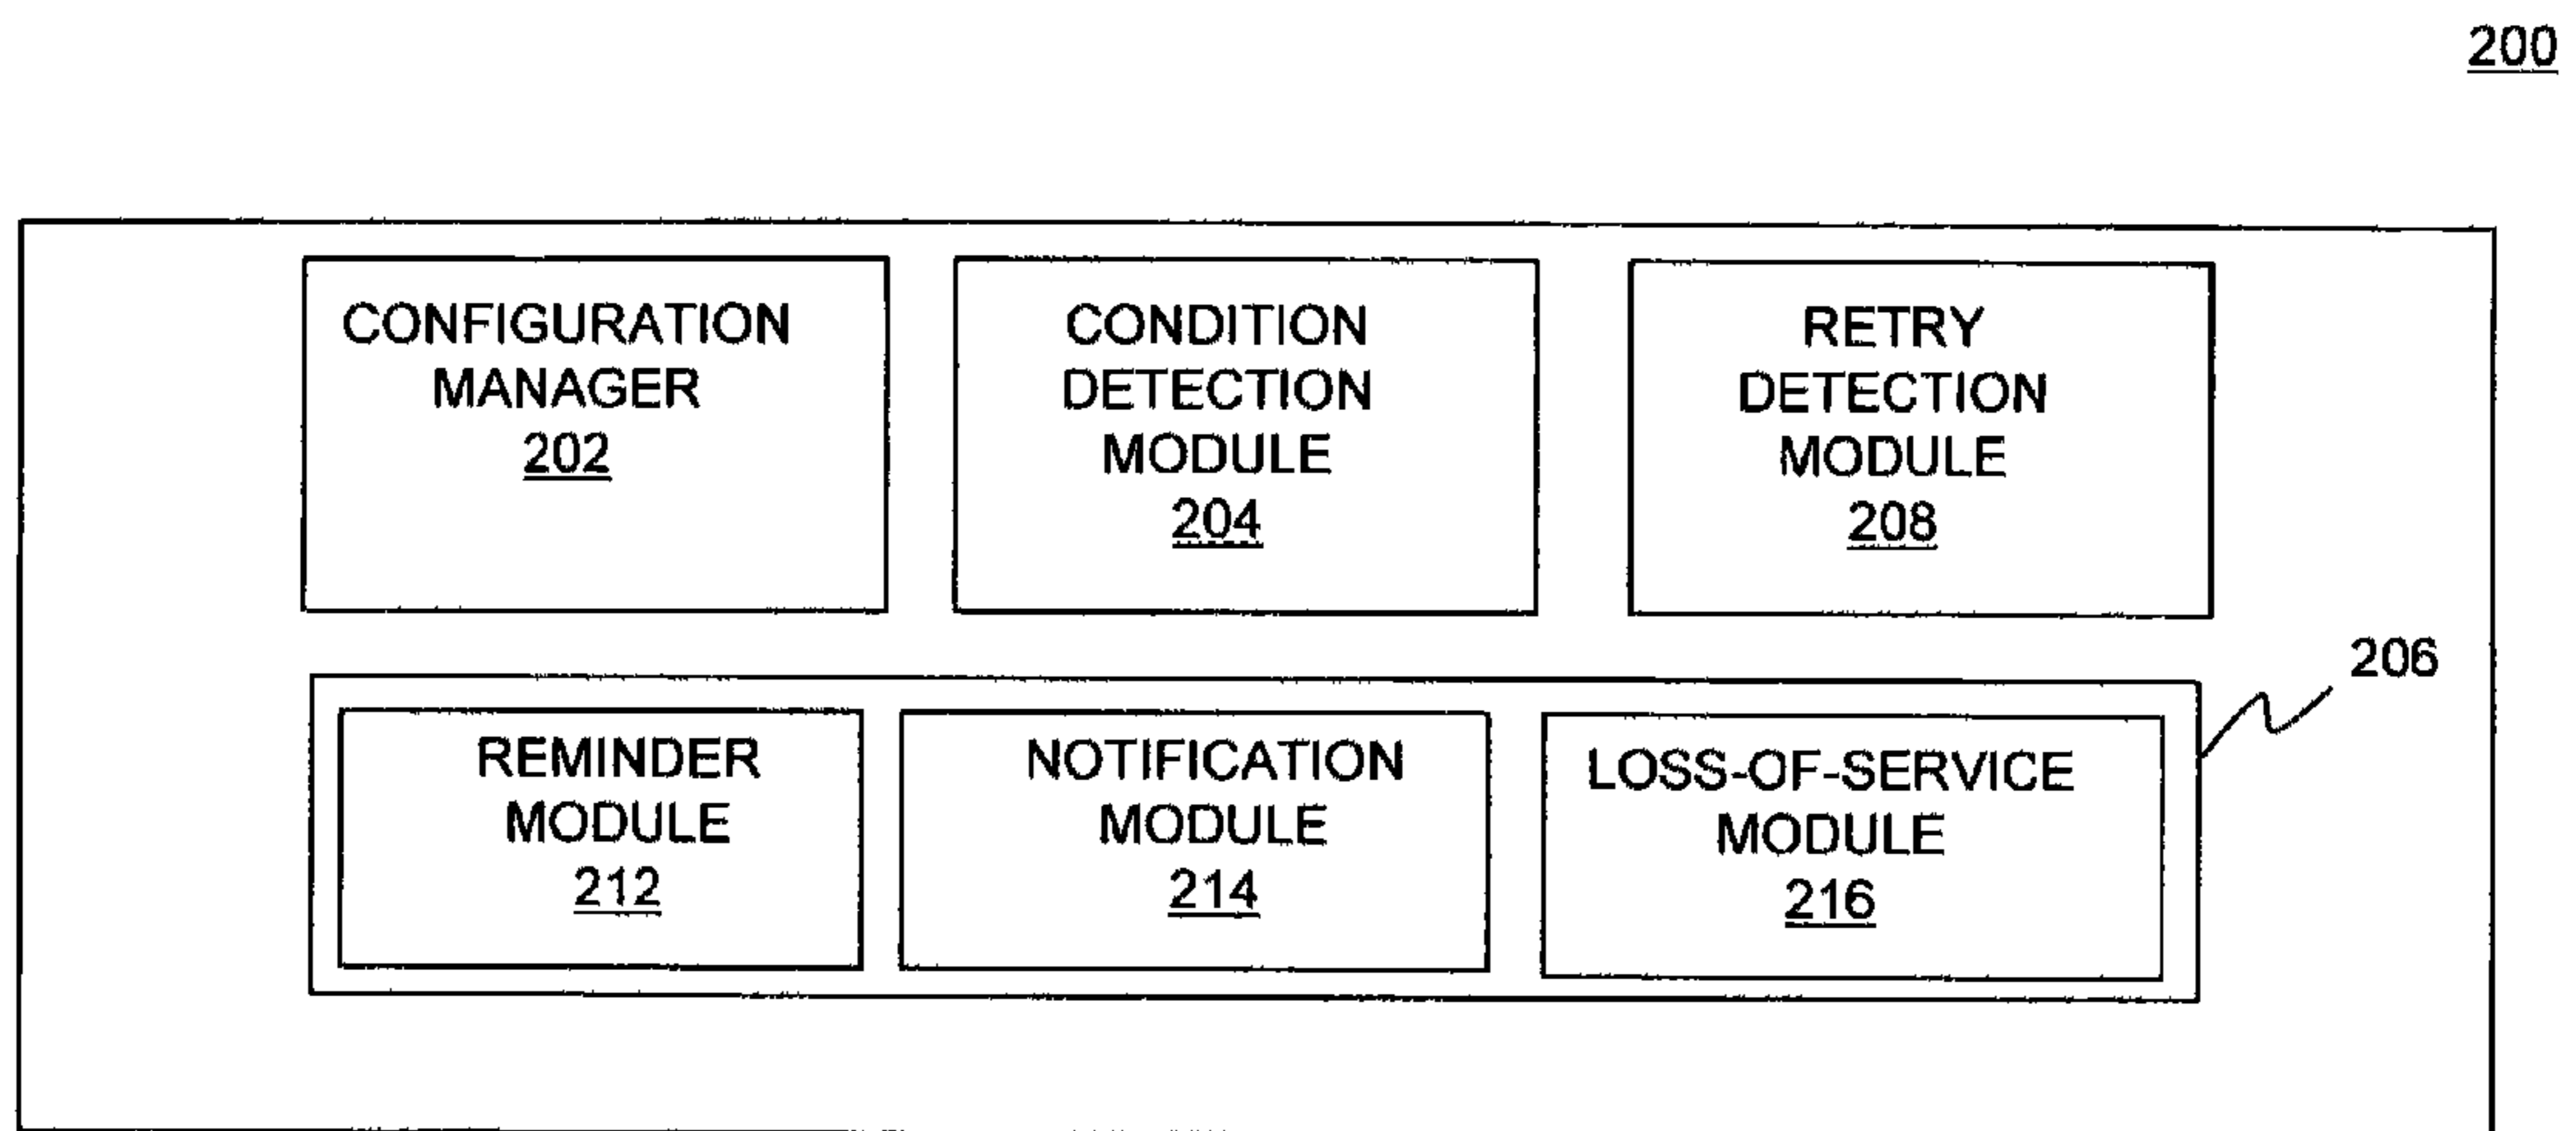 200
CONFIGURATION
MANAGER
202
CONDITION
DETECTION
MODULE
204
RETRY
DETECTION
MODULE
208
206
REMINDER
MODULE
212
NOTIFICATION
MODULE
214
LOSS-OF-SERVICE
MODULE
216